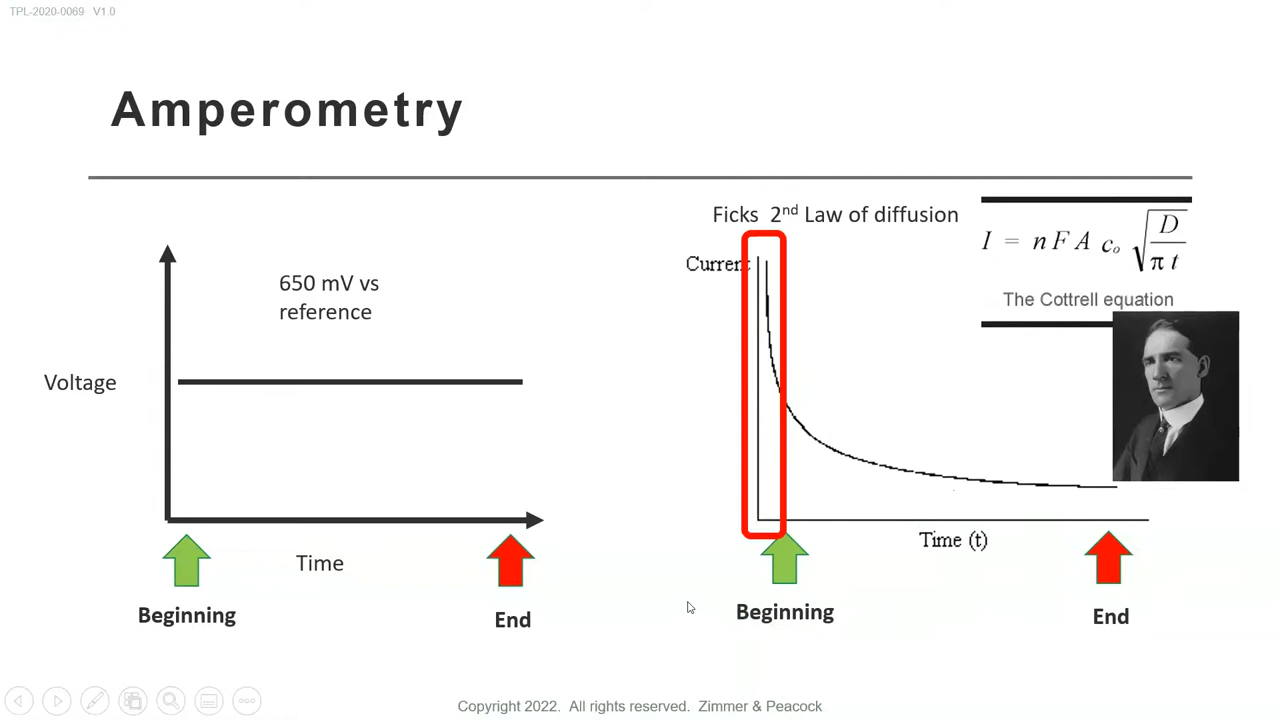 TPL-2020-0069 V1.0
Amperometry
650 mV vs
reference
Voltage
Time
Beginning
End
Ficks 2nd Law of diffusion
Current
I = n F A c₀ √(D / π t)
The Cottrell equation
Time (t)
Beginning
End
Copyright 2022. All rights reserved. Zimmer & Peacock